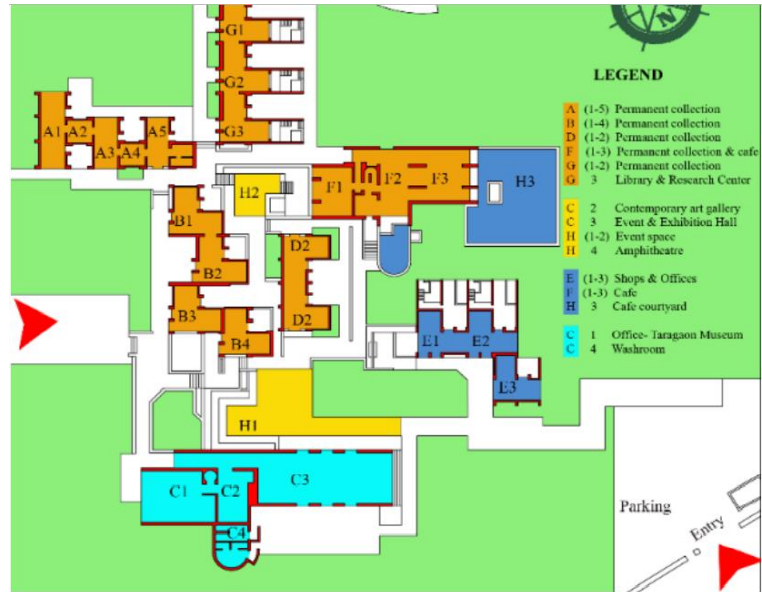 G1
N
G2
LEGEND
A1 A2 A3 A4 A5
G3
A (1-5) Permanent collection
B (1-4) Permanent collection
D (1-2) Permanent collection
F (1-3) Permanent collection & cafe
G (1-2) Permanent collection
G 3 Library & Research Center
C 2 Contemporary art gallery
C 3 Event & Exhibition Hall
H (1-2) Event space
H 4 Amphitheatre
E (1-3) Shops & Offices
F (1-3) Cafe
H 3 Cafe courtyard
C 1 Office- Taragaon Museum
C 4 Washroom
H2
F1 F2 F3
H3
B1
B2
D2
B3
D2
B4
E1 E2
E3
H1
C1 C2 C3
C4
Parking
Entry